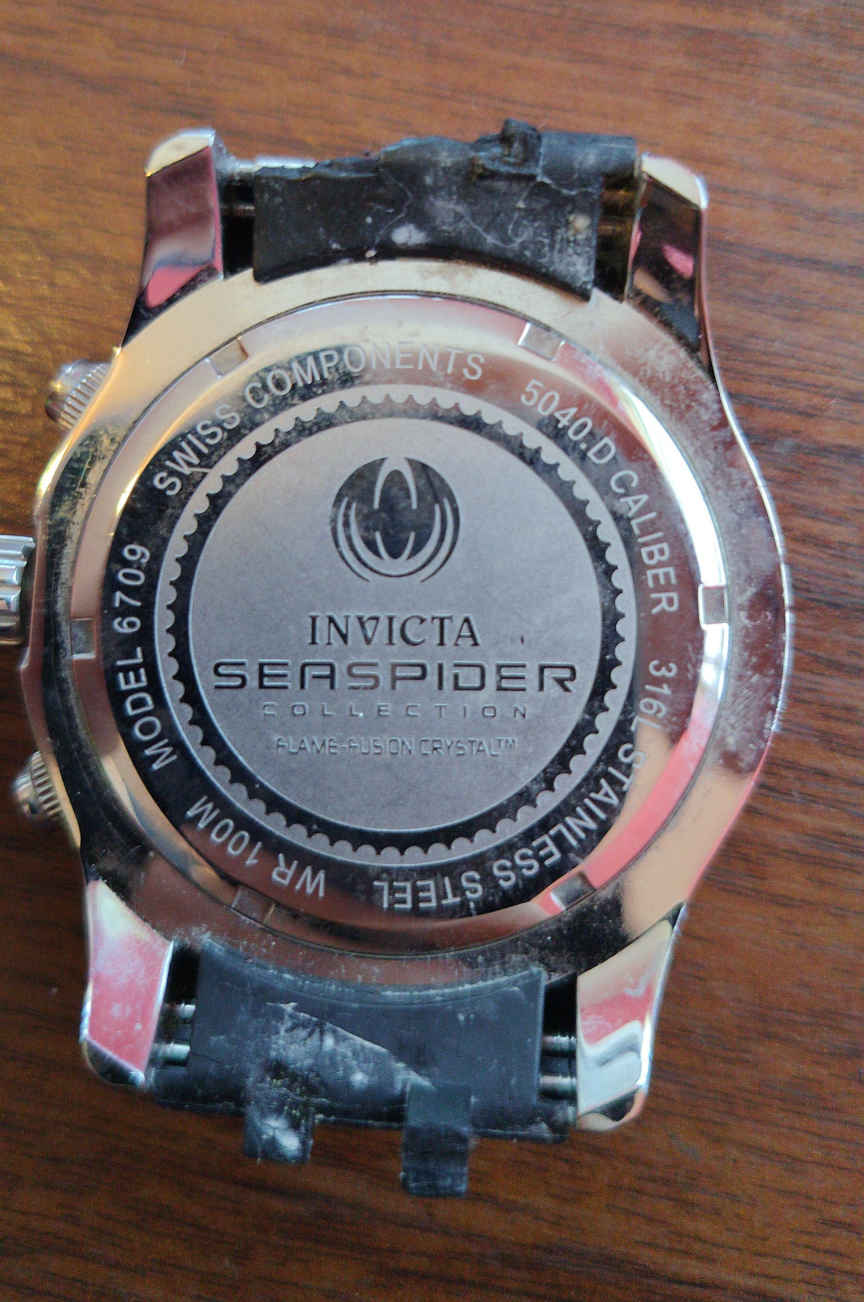 SWISS COMPONENTS
5040.D CALIBER
316L STAINLESS STEEL
WR 100M
MODEL 6709
INVICTA
SEASPIDER
COLLECTION
FLAME-FUSION CRYSTAL™